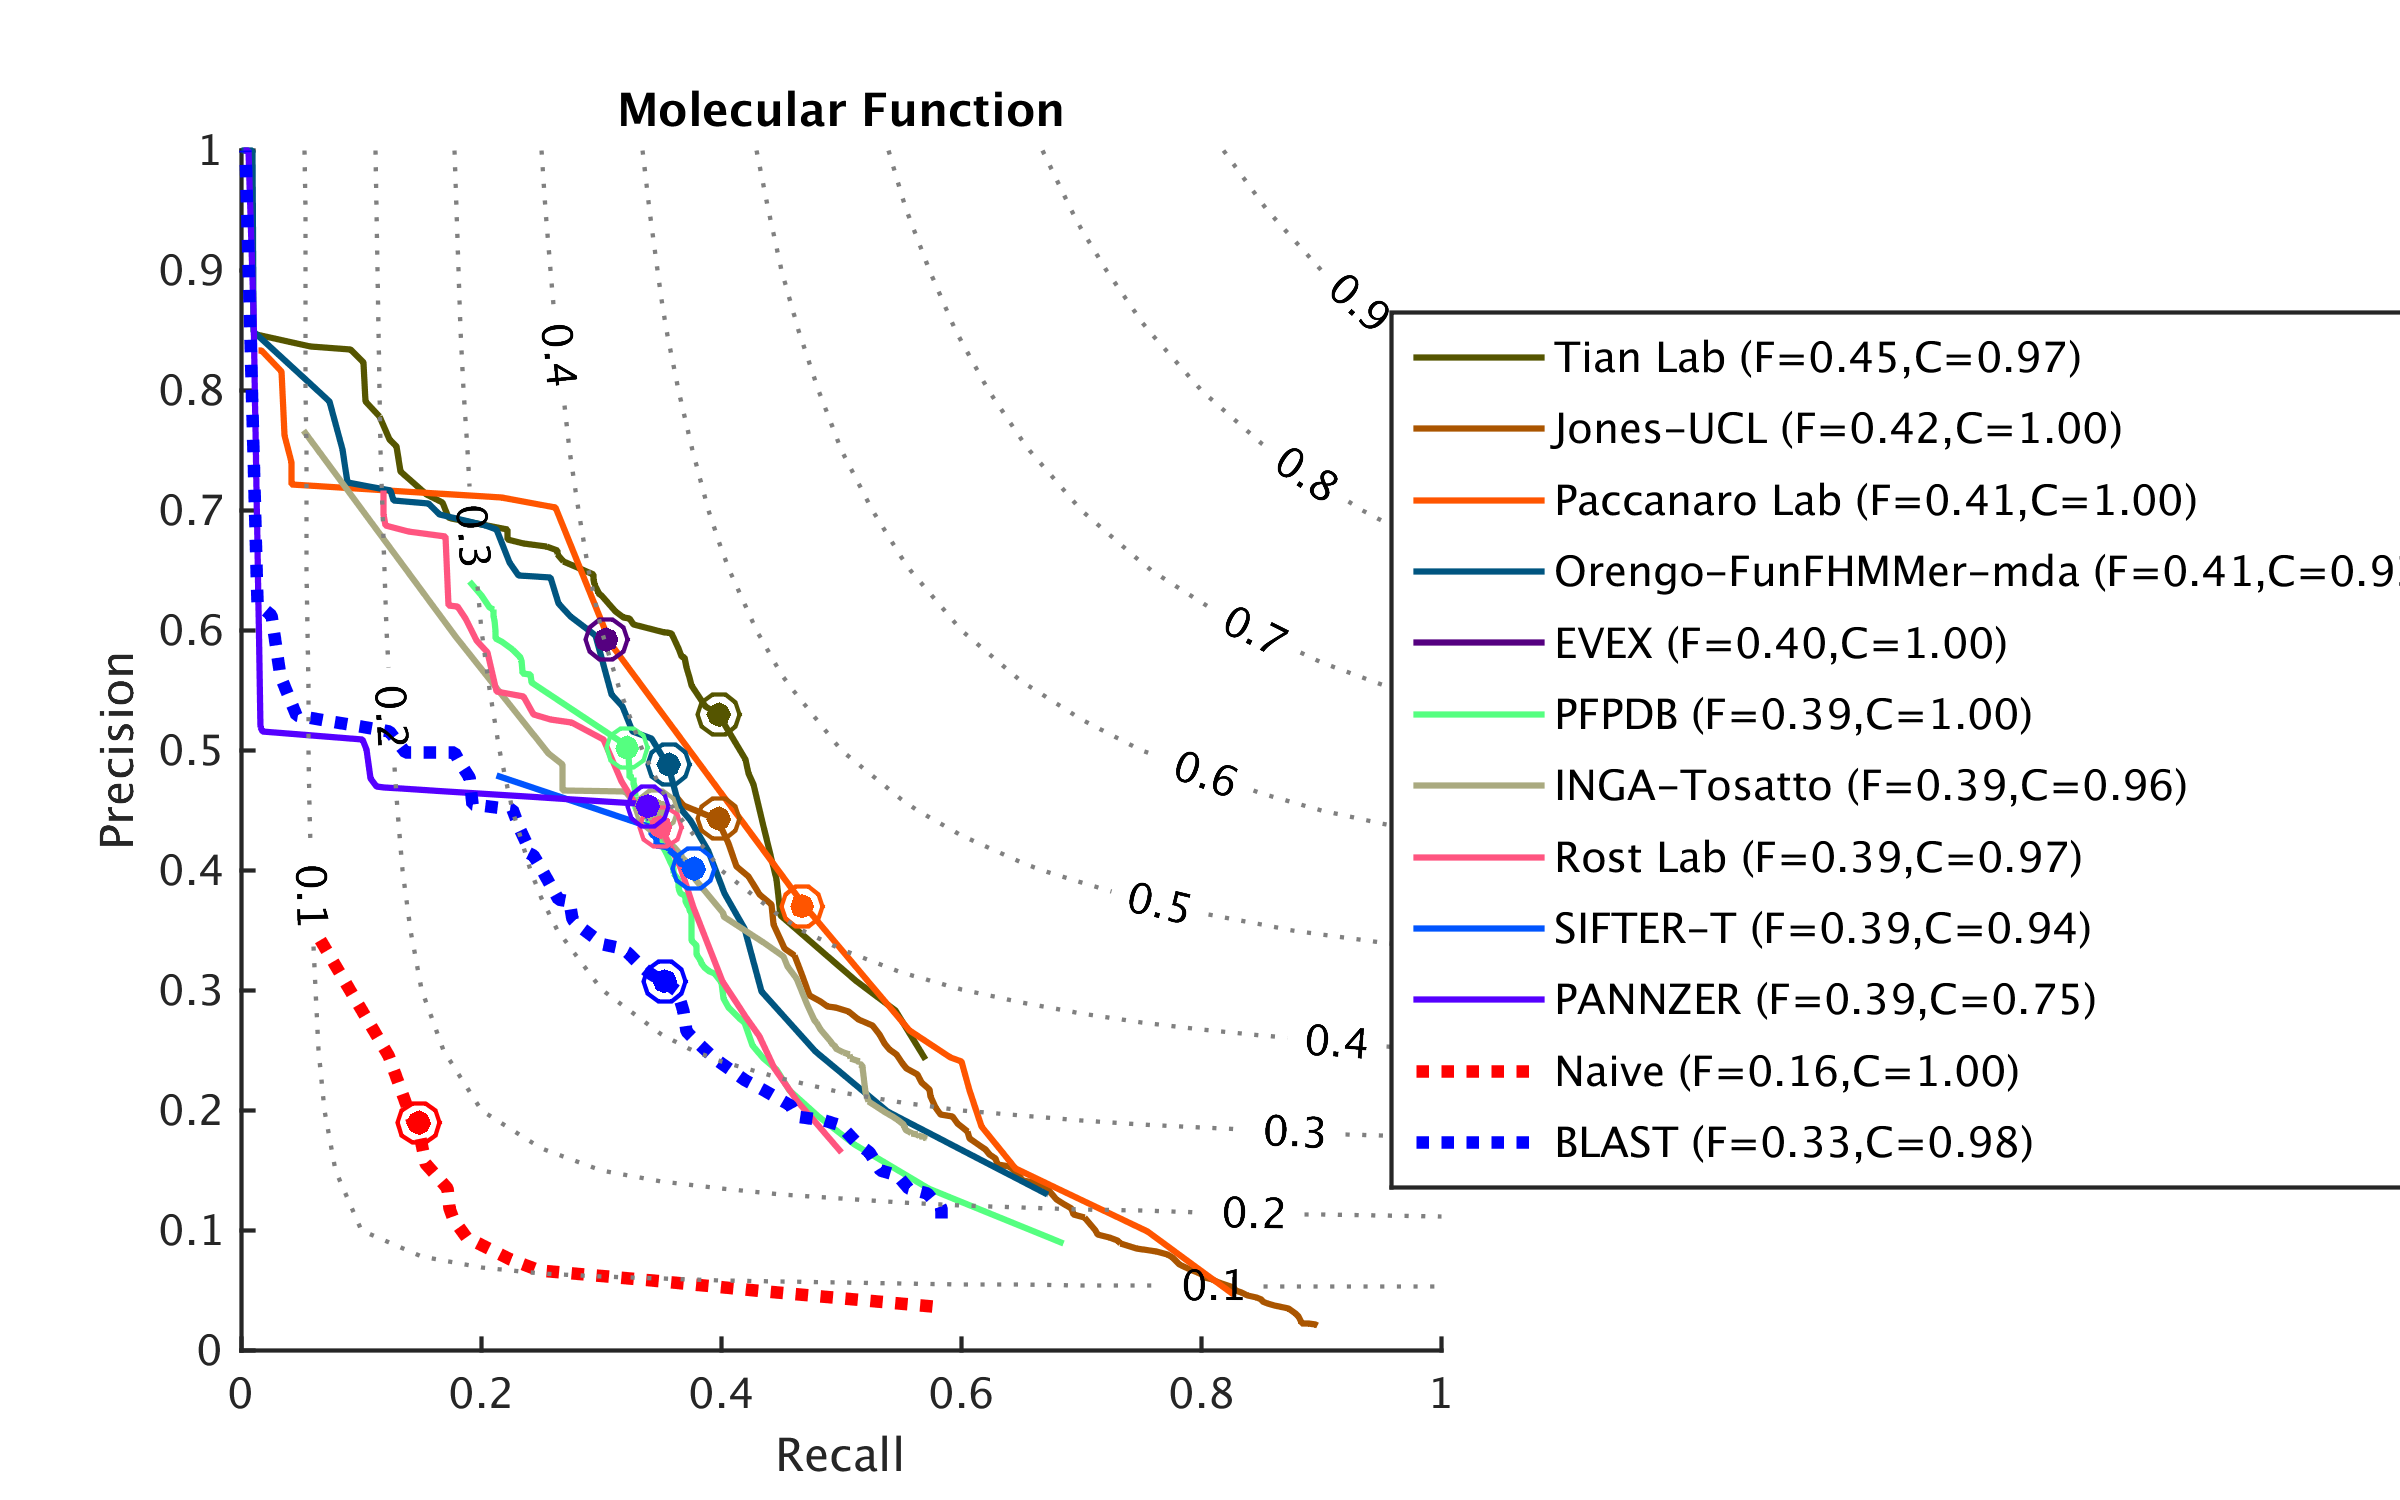 Molecular Function
1
0.9
0.8
0.7
0.6
0.5
0.4
0.3
0.2
0.1
0
Precision
0
0.2
0.4
0.6
0.8
1
Recall
0.4
0.3
0.2
0.1
0.9
0.8
0.7
0.6
0.5
0.4
0.3
0.2
0.1
Tian Lab (F=0.45,C=0.97)
Jones-UCL (F=0.42,C=1.00)
Paccanaro Lab (F=0.41,C=1.00)
Orengo-FunFHMMer-mda (F=0.41,C=0.9
EVEX (F=0.40,C=1.00)
PFPDB (F=0.39,C=1.00)
INGA-Tosatto (F=0.39,C=0.96)
Rost Lab (F=0.39,C=0.97)
SIFTER-T (F=0.39,C=0.94)
PANNZER (F=0.39,C=0.75)
Naive (F=0.16,C=1.00)
BLAST (F=0.33,C=0.98)